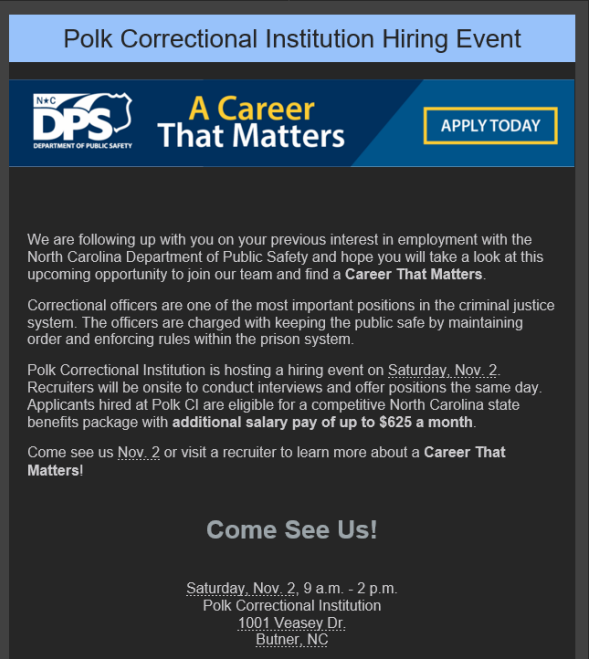 Polk Correctional Institution Hiring Event
N★C
DPS
DEPARTMENT OF PUBLIC SAFETY
A Career
That Matters
APPLY TODAY
We are following up with you on your previous interest in employment with the
North Carolina Department of Public Safety and hope you will take a look at this
upcoming opportunity to join our team and find a Career That Matters.
Correctional officers are one of the most important positions in the criminal justice
system. The officers are charged with keeping the public safe by maintaining
order and enforcing rules within the prison system.
Polk Correctional Institution is hosting a hiring event on Saturday, Nov. 2.
Recruiters will be onsite to conduct interviews and offer positions the same day.
Applicants hired at Polk CI are eligible for a competitive North Carolina state
benefits package with additional salary pay of up to $625 a month.
Come see us Nov. 2 or visit a recruiter to learn more about a Career That
Matters!
Come See Us!
Saturday, Nov. 2, 9 a.m. - 2 p.m.
Polk Correctional Institution
1001 Veasey Dr.
Butner, NC